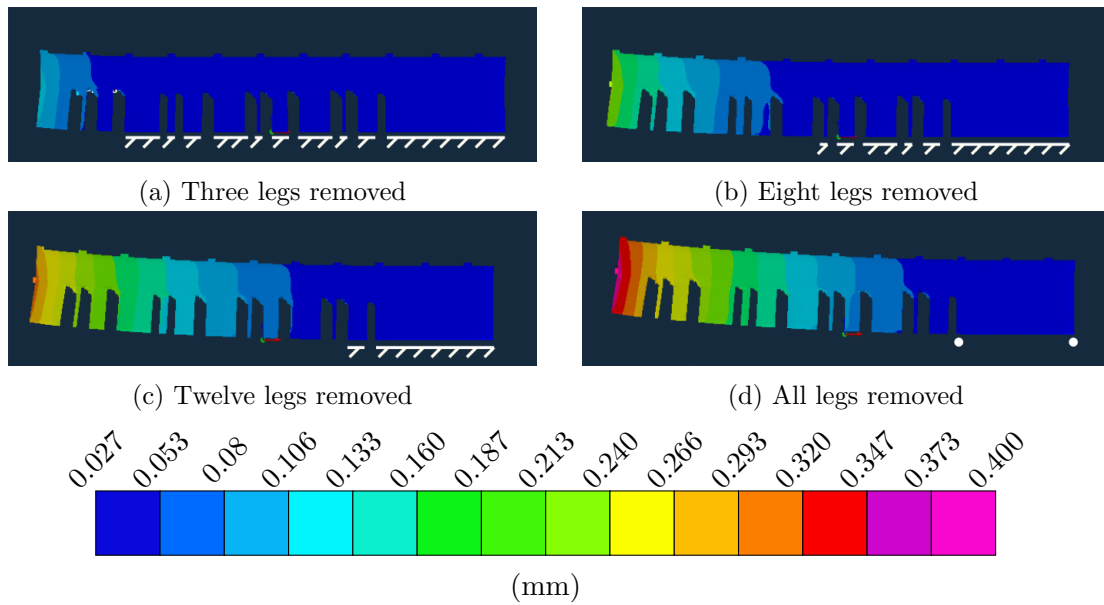 (a) Three legs removed
(b) Eight legs removed
(c) Twelve legs removed
(d) All legs removed
0.027 0.053 0.08 0.106 0.133 0.160 0.187 0.213 0.240 0.266 0.293 0.320 0.347 0.373 0.400
(mm)